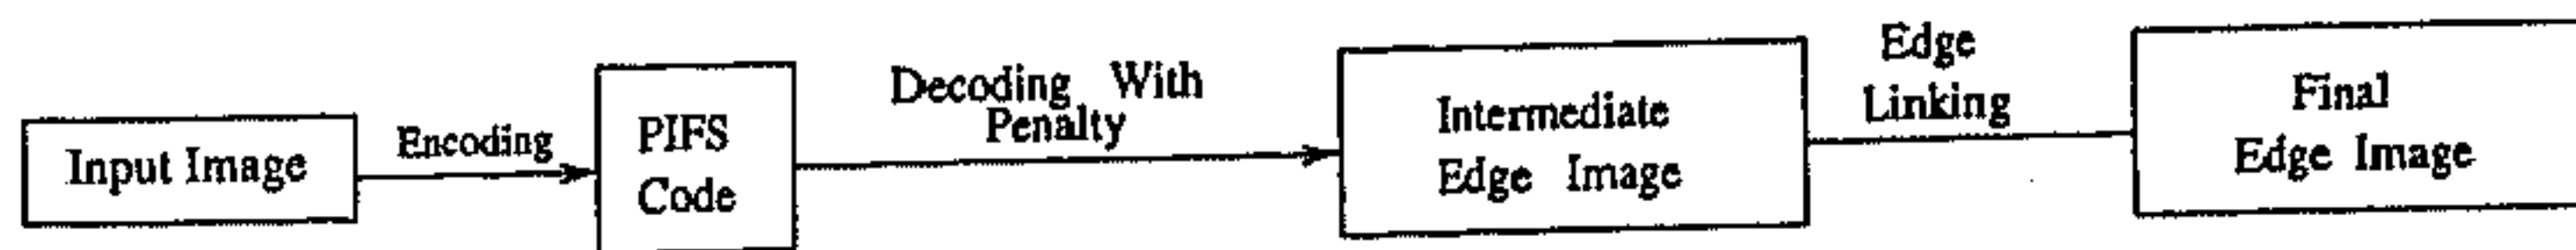 Input Image
Encoding
PIFS
Code
Decoding With
Penalty
Intermediate
Edge Image
Edge
Linking
Final
Edge Image